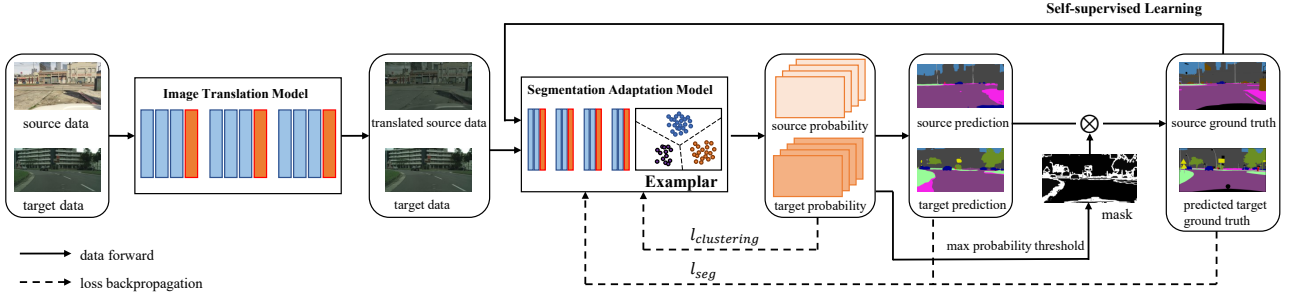 Self-supervised Learning
Image Translation Model
source data
target data
translated source data
target data
Segmentation Adaptation Model
Examplar
source probability
target probability
source prediction
target prediction
mask
source ground truth
predicted target
ground truth
max probability threshold
l_clustering
l_seg
data forward
loss backpropagation